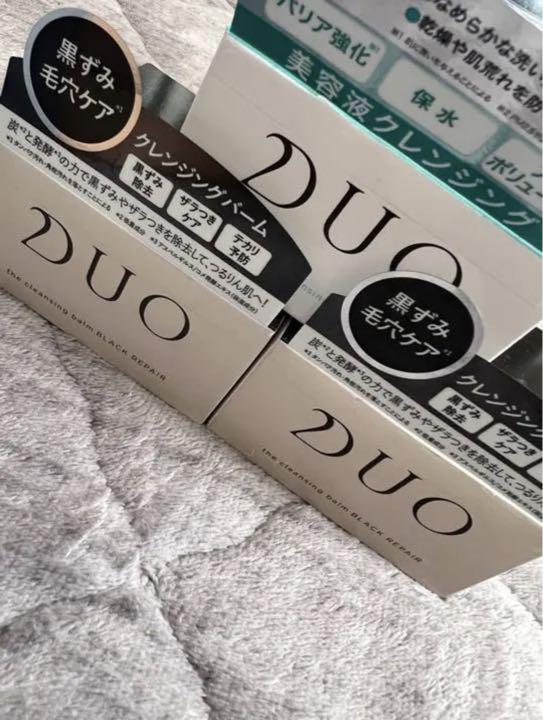 なめらかな洗い
●乾燥や肌荒れを防
バリア強化
保水
ボリュー
美容液クレンジング
DUO
黒ずみ
毛穴ケア*1
クレンジングバーム
黒ずみ
除去
ザラつき
ケア
テカリ
予防
炭*2と発酵*3の力で黒ずみやザラつきを除去して、つるりん肌へ!
DUO
the cleansing balm BLACK REPAIR
黒ずみ
毛穴ケア*1
クレンジン
黒ずみ
除去
ザラつき
ケア
炭*2と発酵*3の力で黒ずみやザラつきを除去して、つるりん
DUO
the cleansing balm BLACK REPAIR